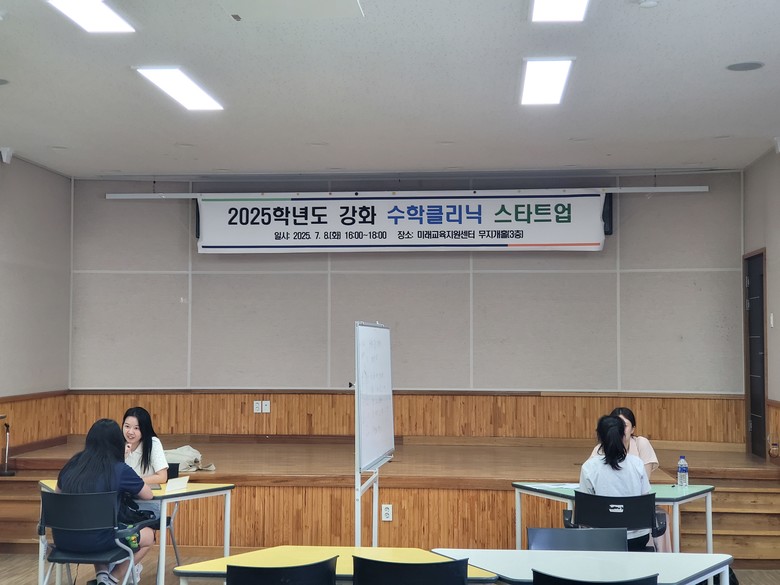 2025학년도 강화 수학클리닉 스타트업
일시: 2025. 7. 8.(화) 16:00~18:00 장소: 미래교육지원센터 무지개홀(3층)